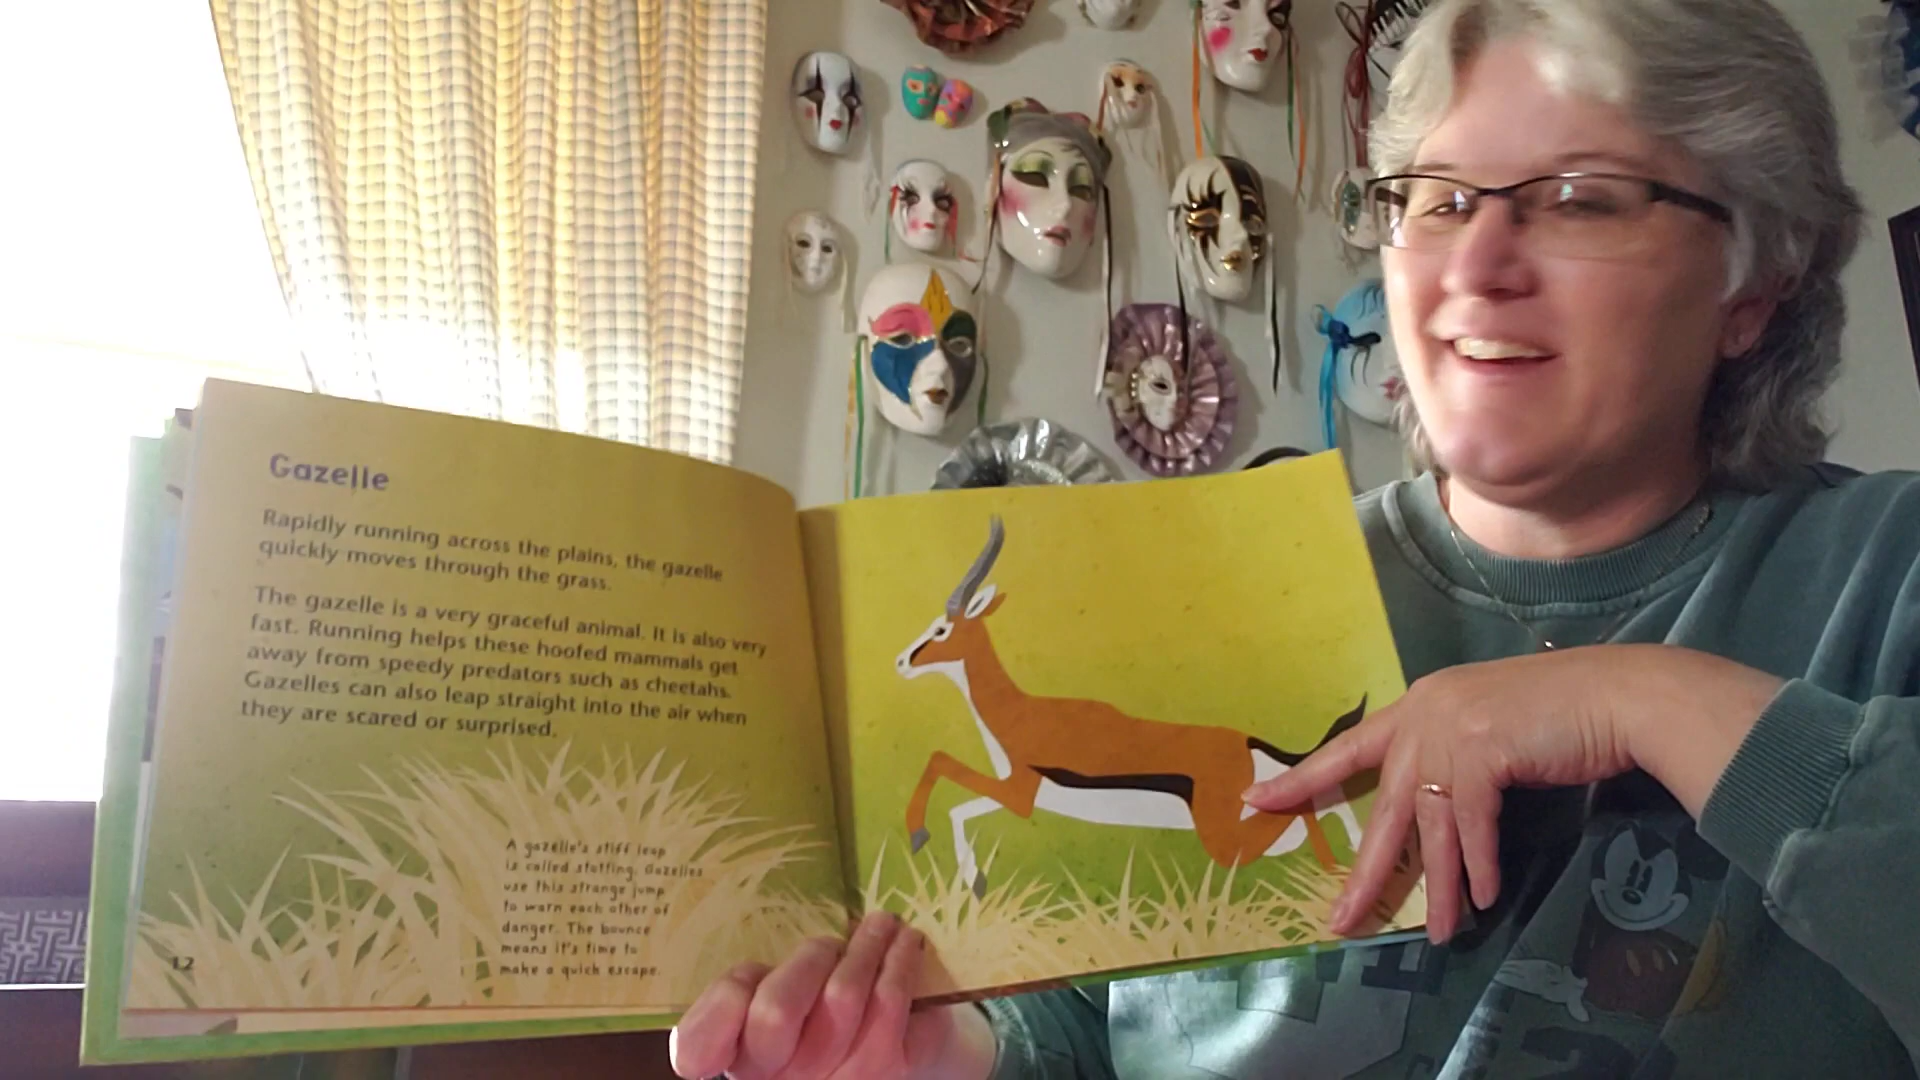 Gazelle
Rapidly running across the plains, the gazelle
quickly moves through the grass.
The gazelle is a very graceful animal. It is also very
fast. Running helps these hoofed mammals get
away from speedy predators such as cheetahs.
Gazelles can also leap straight into the air when
they are scared or surprised.
A gazelle's stiff leap
is called stotting. Gazelles
use this strange jump
to warn each other of
danger. The bounce
means it's time to
make a quick escape.
12